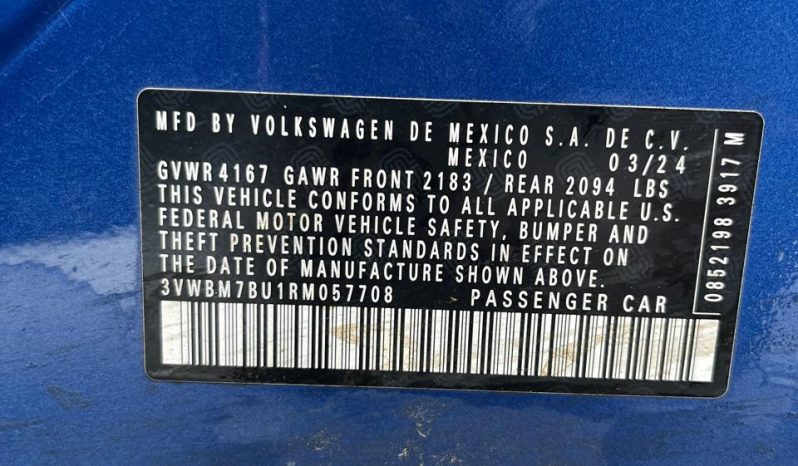 MFD BY VOLKSWAGEN DE MEXICO S.A. DE C.V.
MEXICO 03/24
GVWR 4167 GAWR FRONT 2183 / REAR 2094 LBS
THIS VEHICLE CONFORMS TO ALL APPLICABLE U.S.
FEDERAL MOTOR VEHICLE SAFETY, BUMPER AND
THEFT PREVENTION STANDARDS IN EFFECT ON
THE DATE OF MANUFACTURE SHOWN ABOVE.
3VWBM7BU1RM057708 PASSENGER CAR
0852198 3917 M